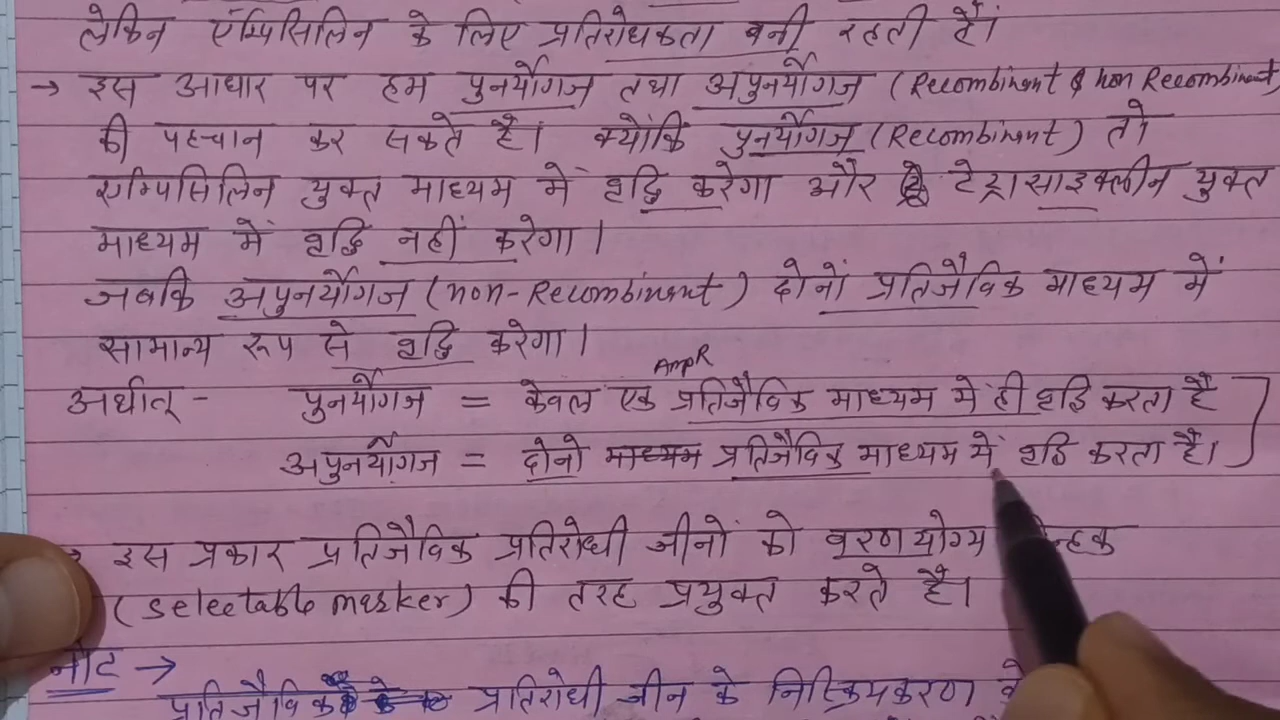 लेकिन एम्पिसिलिन के लिए प्रतिरोधकता बनी रहती है।
→ इस आधार पर हम पुनर्योगज तथा अपुनर्योगज (Recombinant & non Recombinant)
की पहचान कर सकते है। क्योंकि पुनर्योगज (Recombinant) तो
एम्पिसिलिन युक्त माध्यम में वृद्धि करेगा और टेट्रासाइक्लीन युक्त
माध्यम में वृद्धि नहीं करेगा।
जबकि अपुनर्योगज (non-Recombinant) दोनों प्रतिजैविक माध्यम में
सामान्य रूप से वृद्धि करेगा।
AmpR
अर्थात् - पुनर्योगज = केवल एक प्रतिजैविक माध्यम में ही वृद्धि करता है
अपुनर्योगज = दोनो माध्यम प्रतिजैविक माध्यम में वृद्धि करता है।
→ इस प्रकार प्रतिजैविक प्रतिरोधी जीनों को वरणयोग्य
(selectable marker) की तरह प्रयुक्त करते है।
नोट →
प्रतिजैविक प्रतिरोधी जीन के निष्क्रियकरण